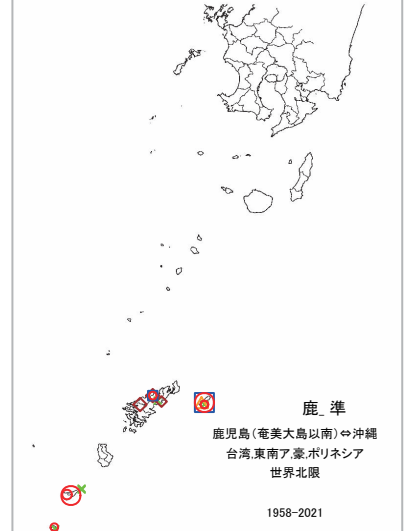 鹿_準
鹿児島(奄美大島以南)⇔沖縄
台湾,東南ア,豪,ポリネシア
世界北限
1958-2021